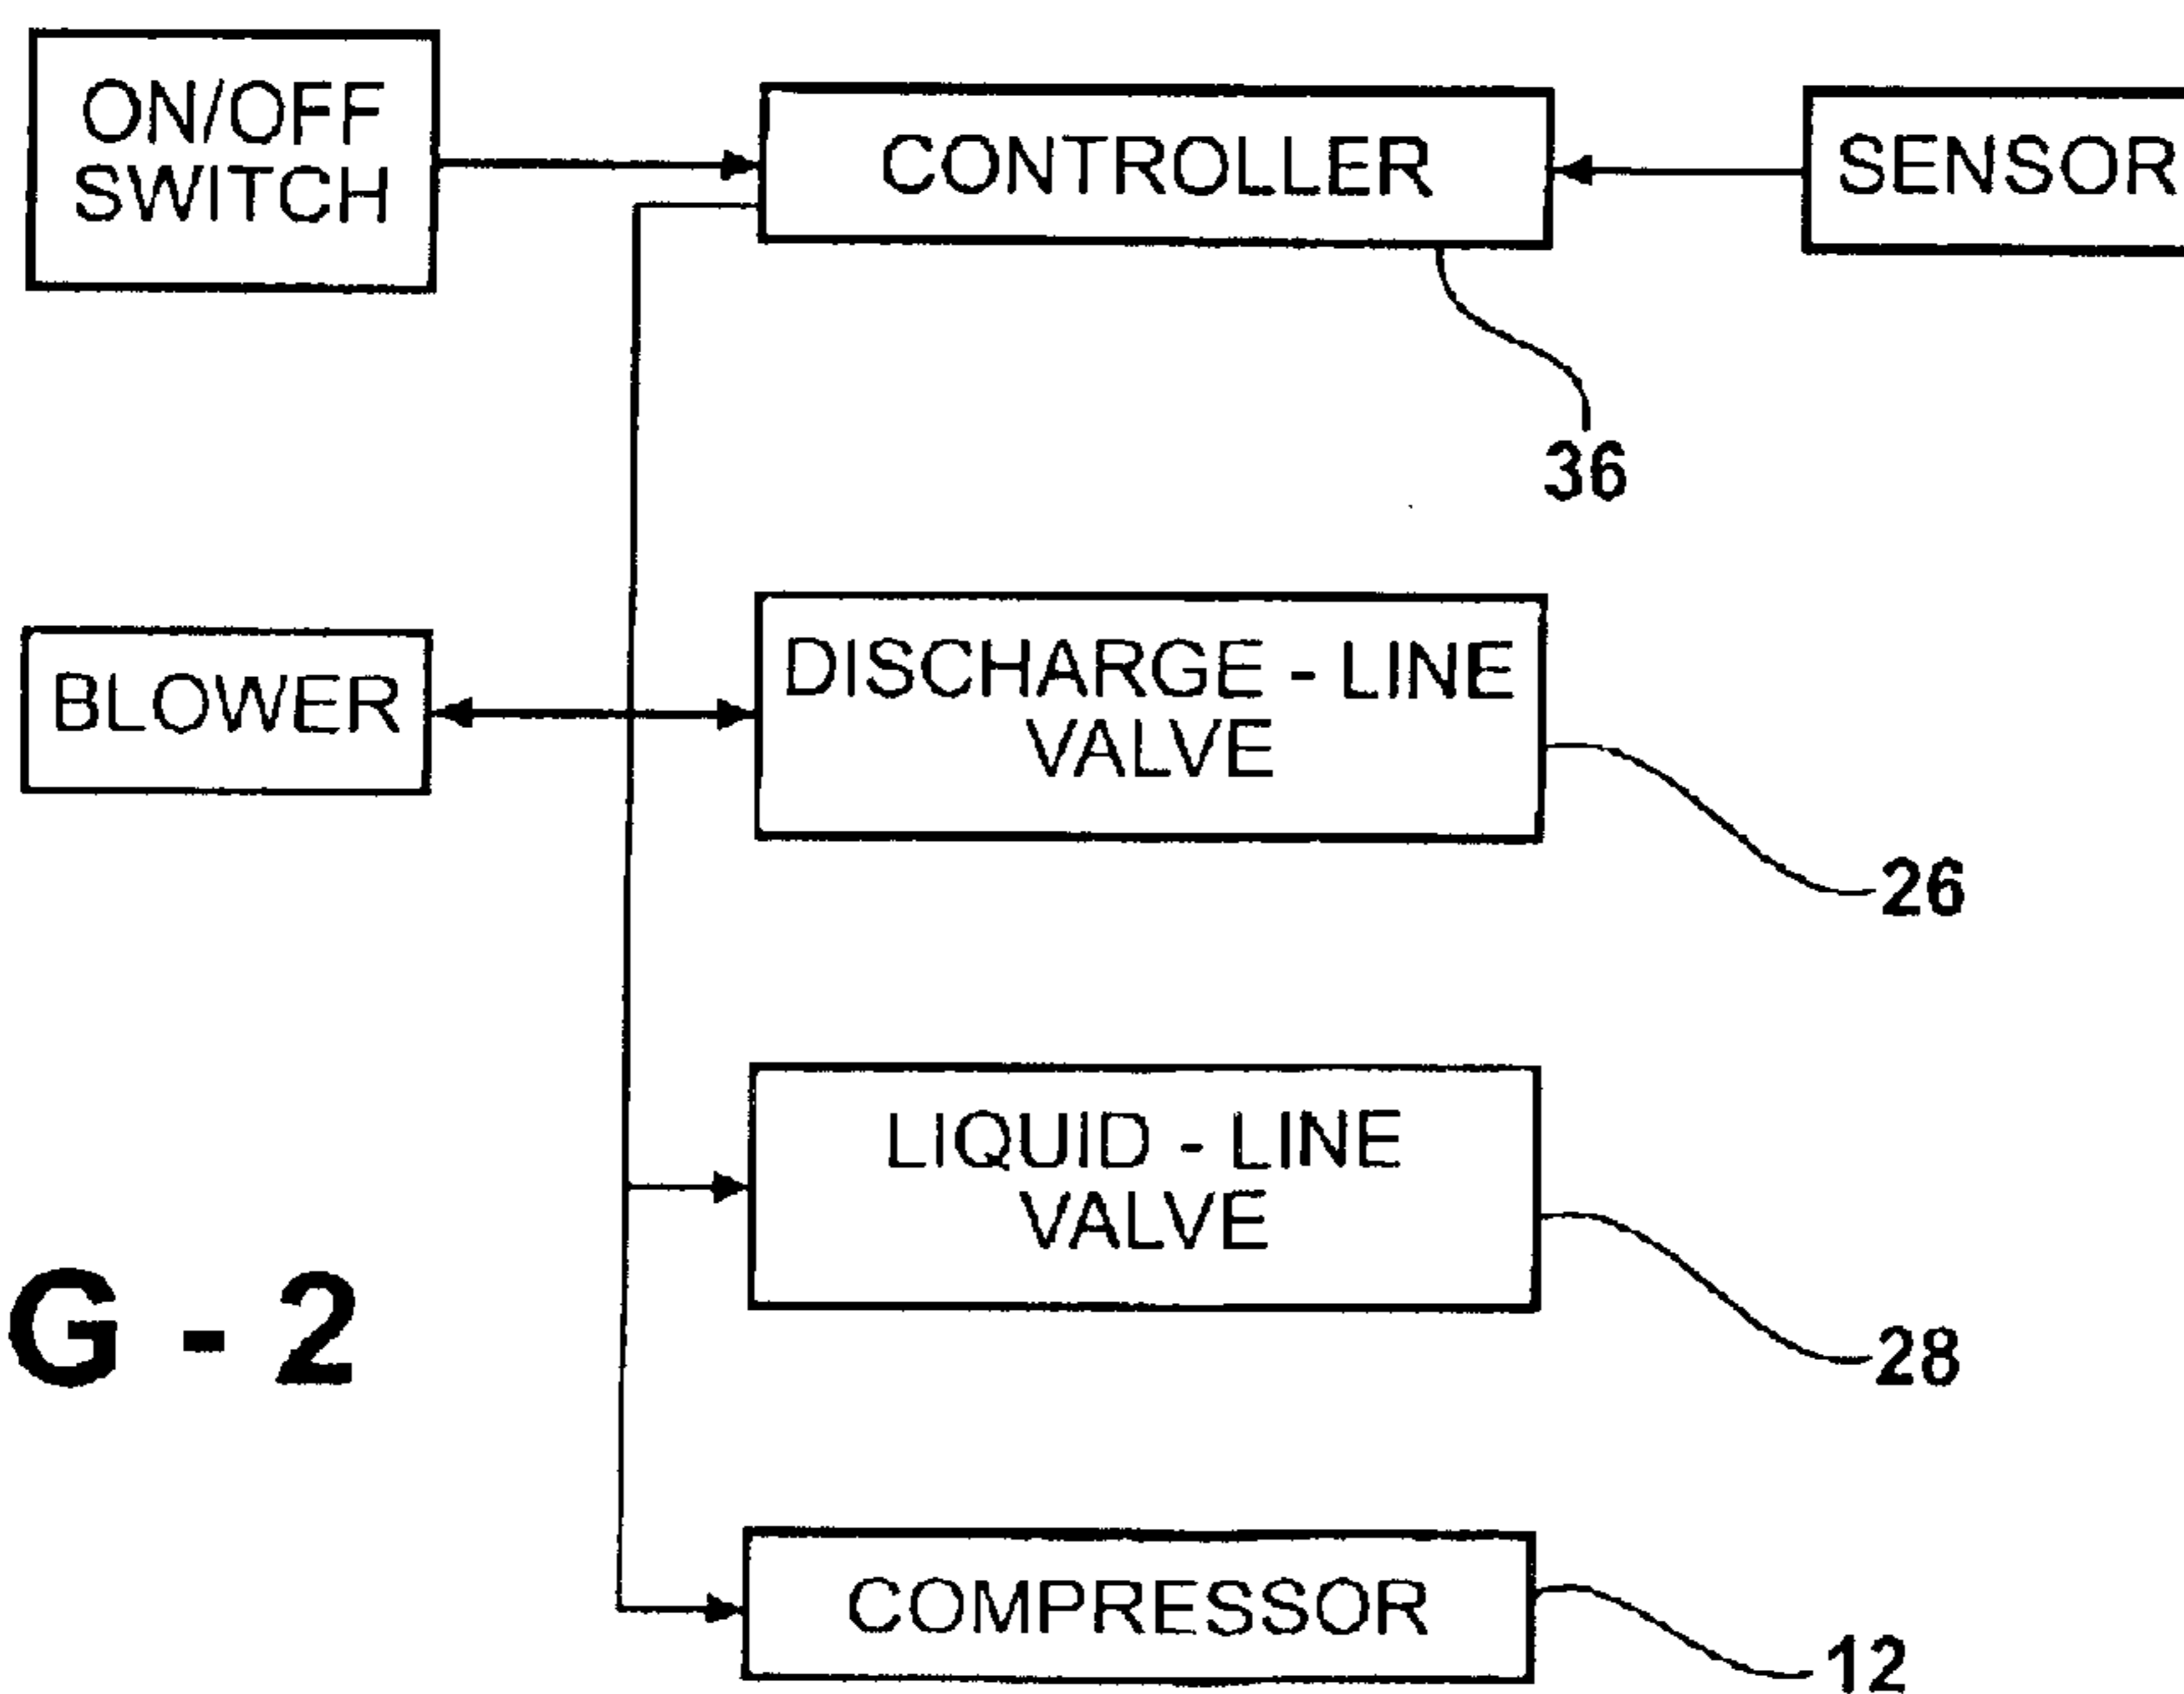 ON/OFF
SWITCH
CONTROLLER
SENSOR
36
BLOWER
DISCHARGE - LINE
VALVE
26
LIQUID - LINE
VALVE
28
G - 2
COMPRESSOR
12